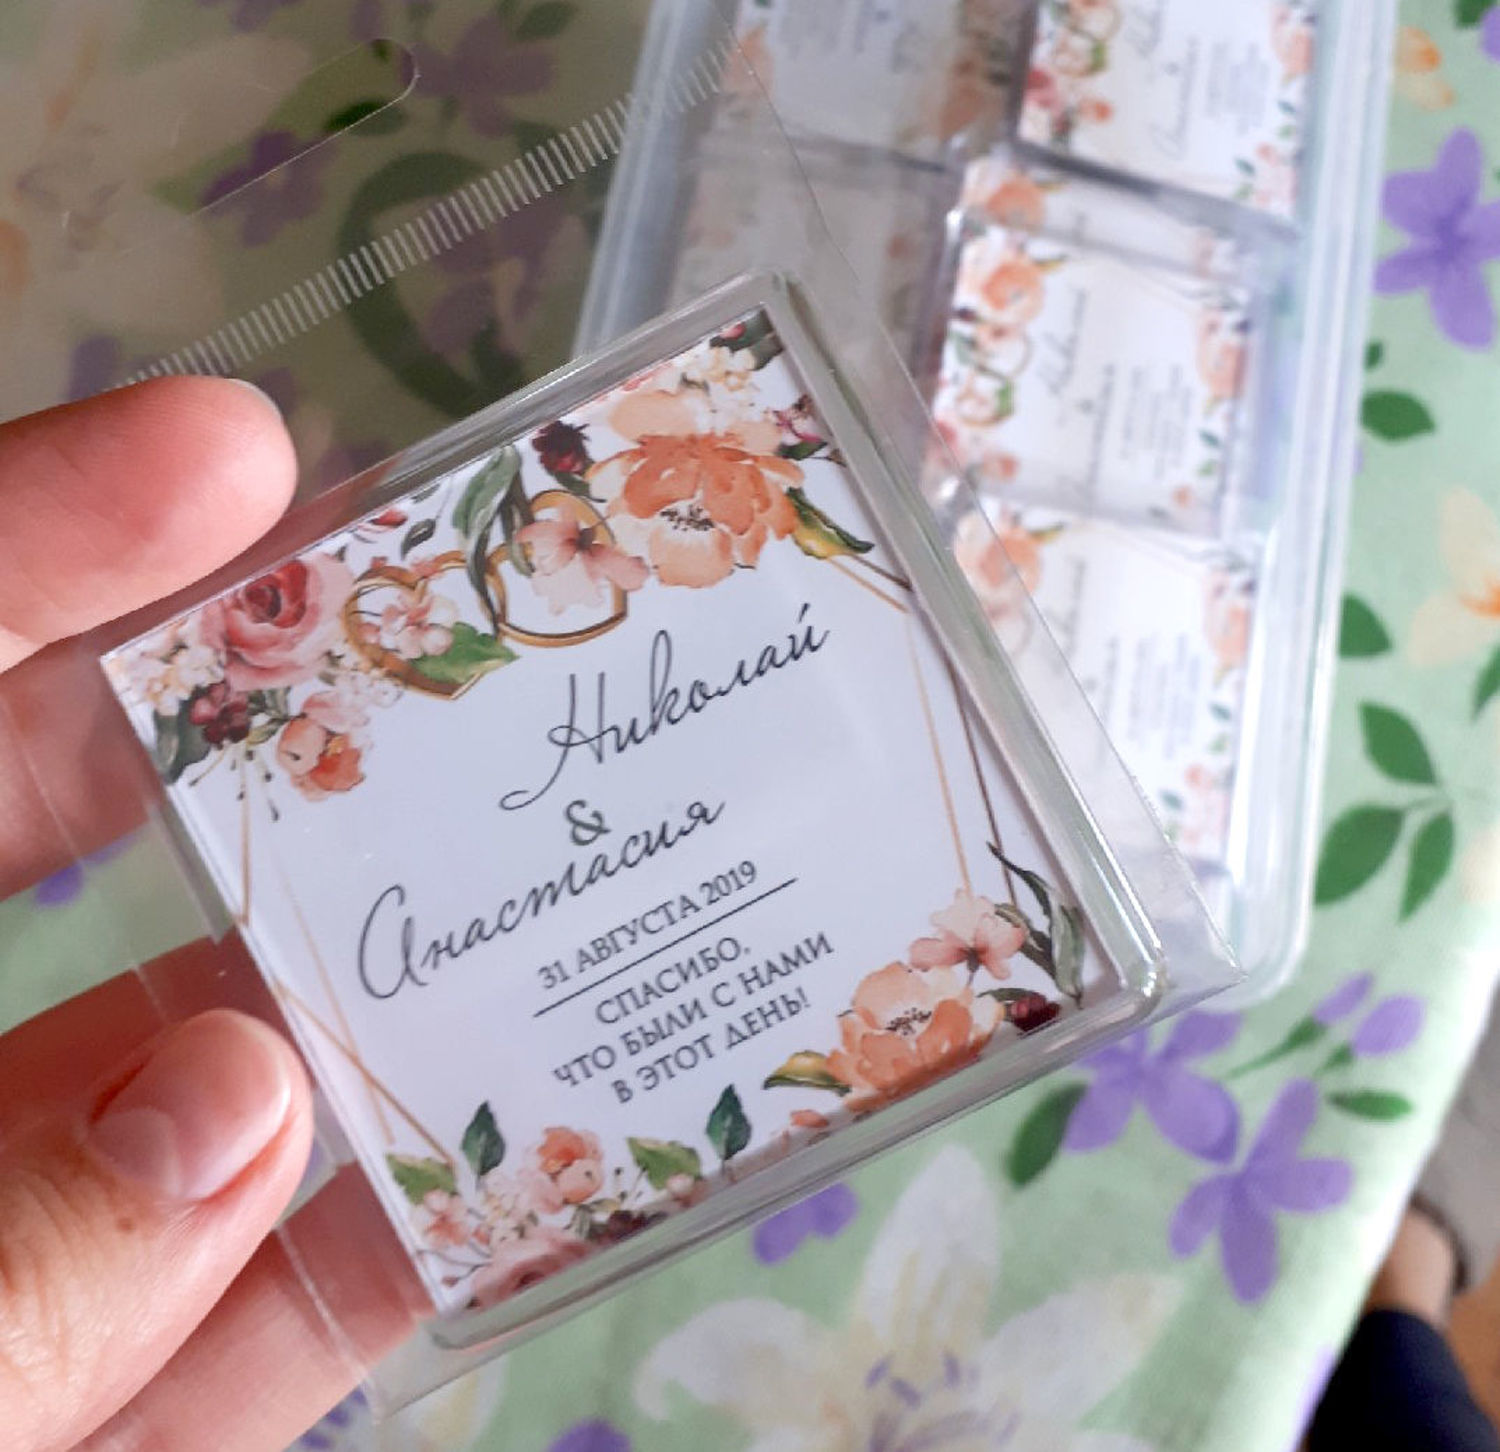 Николай
&
Анастасия
31 АВГУСТА 2019
СПАСИБО,
ЧТО БЫЛИ С НАМИ
В ЭТОТ ДЕНЬ!